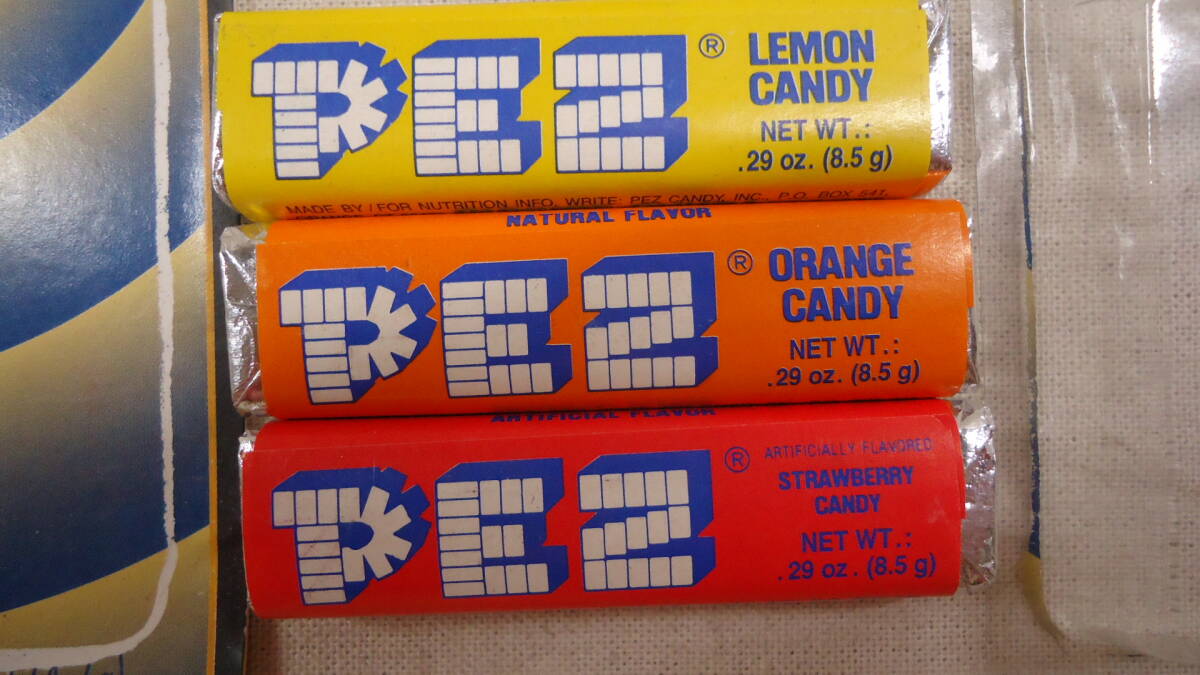 PEZ ® LEMON
CANDY
NET WT.:
.29 oz. (8.5 g)
MADE BY / FOR NUTRITION INFO, WRITE: PEZ CANDY, INC., P.O. BOX 541,
NATURAL FLAVOR
PEZ ® ORANGE
CANDY
NET WT.:
.29 oz. (8.5 g)
ARTIFICIAL FLAVOR
PEZ ® ARTIFICIALLY FLAVORED
STRAWBERRY
CANDY
NET WT.:
.29 oz. (8.5 g)